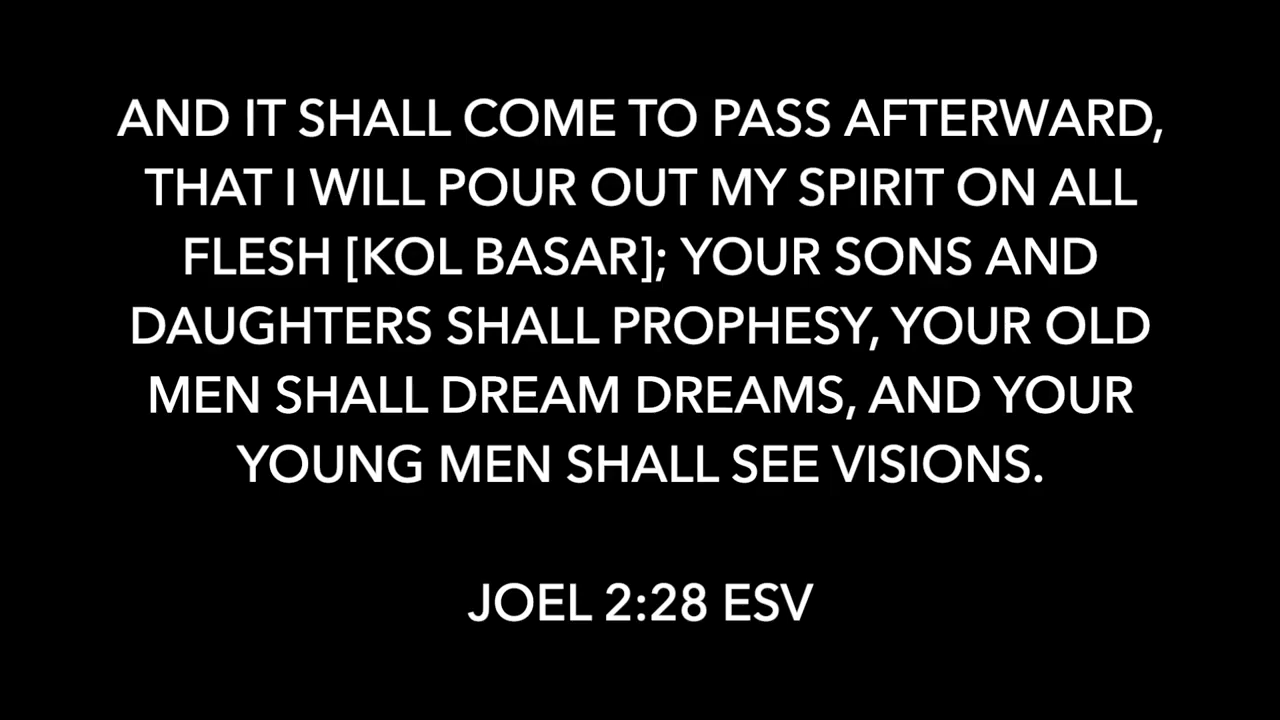 AND IT SHALL COME TO PASS AFTERWARD,
THAT I WILL POUR OUT MY SPIRIT ON ALL
FLESH [KOL BASAR]; YOUR SONS AND
DAUGHTERS SHALL PROPHESY, YOUR OLD
MEN SHALL DREAM DREAMS, AND YOUR
YOUNG MEN SHALL SEE VISIONS.
JOEL 2:28 ESV